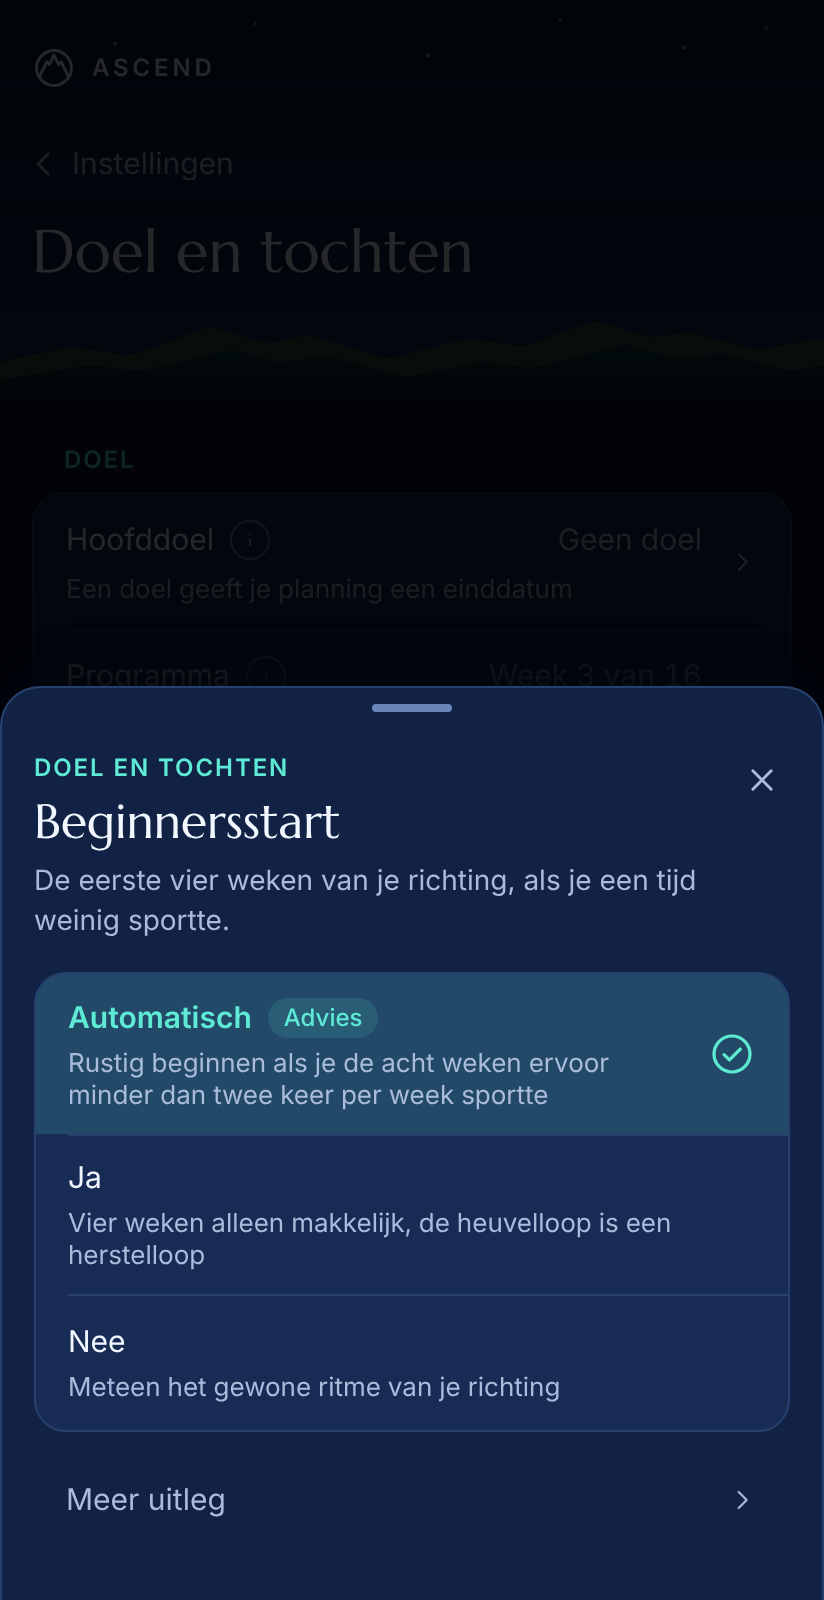 ASCEND
Instellingen
Doel en tochten
DOEL
Hoofddoel
Geen doel
Een doel geeft je planning een einddatum
Programma
Week 3 van 16
DOEL EN TOCHTEN
Beginnersstart
De eerste vier weken van je richting, als je een tijd
weinig sportte.
Automatisch Advies
Rustig beginnen als je de acht weken ervoor
minder dan twee keer per week sportte
Ja
Vier weken alleen makkelijk, de heuvelloop is een
herstelloop
Nee
Meteen het gewone ritme van je richting
Meer uitleg